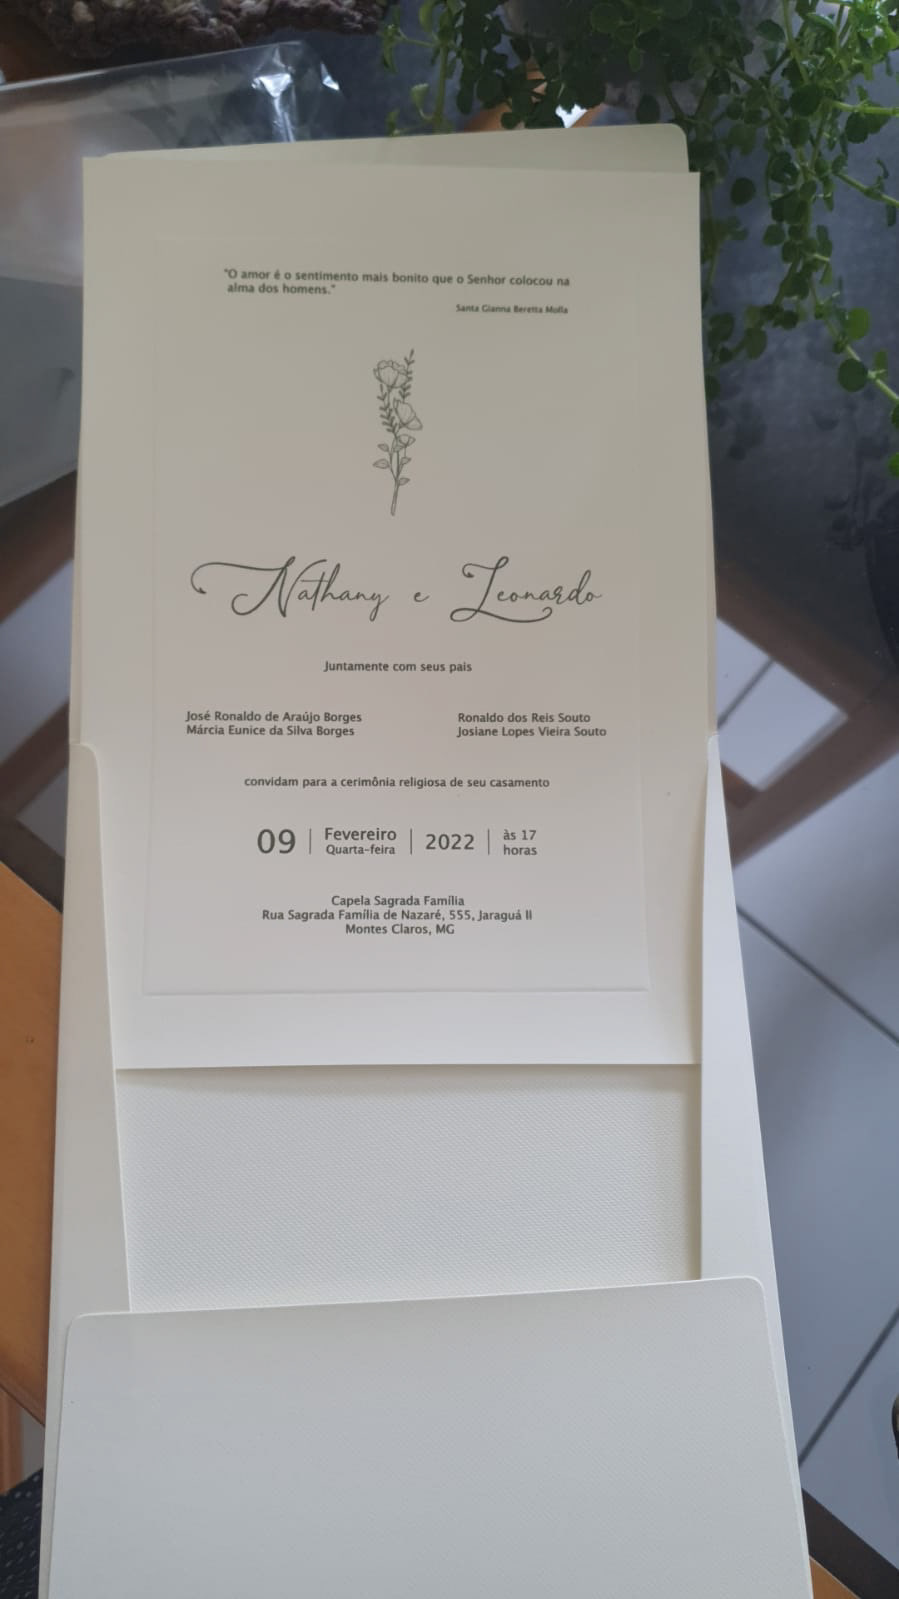 "O amor é o sentimento mais bonito que o Senhor colocou na
alma dos homens."
Santa Gianna Beretta Molla
Nathany e Leonardo
Juntamente com seus pais
José Ronaldo de Araújo Borges
Márcia Eunice da Silva Borges
Ronaldo dos Reis Souto
Josiane Lopes Vieira Souto
convidam para a cerimônia religiosa de seu casamento
09 | Fevereiro | 2022 | às 17
Quarta-feira horas
Capela Sagrada Família
Rua Sagrada Família de Nazaré, 555, Jaraguá II
Montes Claros, MG